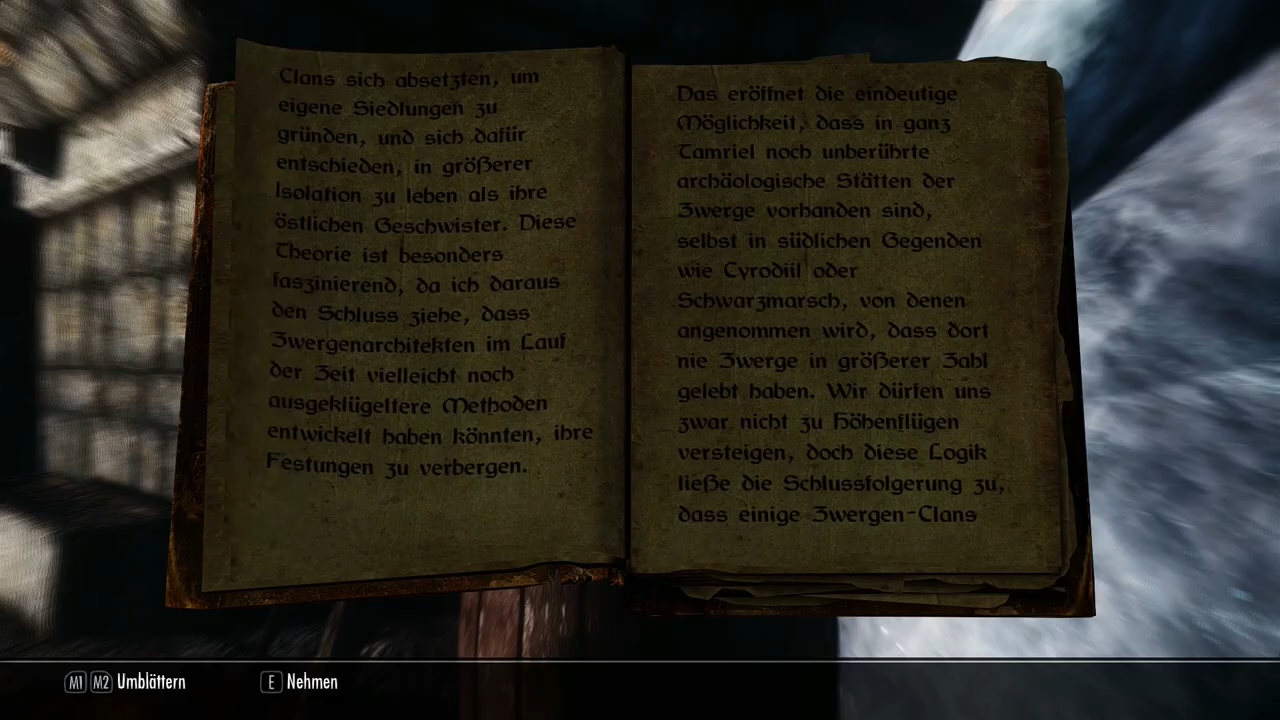 Clans sich absetzten, um
eigene Siedlungen zu
gründen, und sich dafür
entschieden, in größerer
Isolation zu leben als ihre
östlichen Geschwister. Diese
Theorie ist besonders
faszinierend, da ich daraus
den Schluss ziehe, dass
Zwergenarchitekten im Lauf
der Zeit vielleicht noch
ausgeklügeltere Methoden
entwickelt haben könnten, ihre
Festungen zu verbergen.
Das eröffnet die eindeutige
Möglichkeit, dass in ganz
Tamriel noch unberührte
archäologische Stätten der
Zwerge vorhanden sind,
selbst in südlichen Gegenden
wie Cyrodiil oder
Schwarzmarsch, von denen
angenommen wird, dass dort
nie Zwerge in größerer Zahl
gelebt haben. Wir dürfen uns
zwar nicht zu Höhenflügen
versteigen, doch diese Logik
ließe die Schlussfolgerung zu,
dass einige Zwergen-Clans
M1 M2 Umblättern E Nehmen